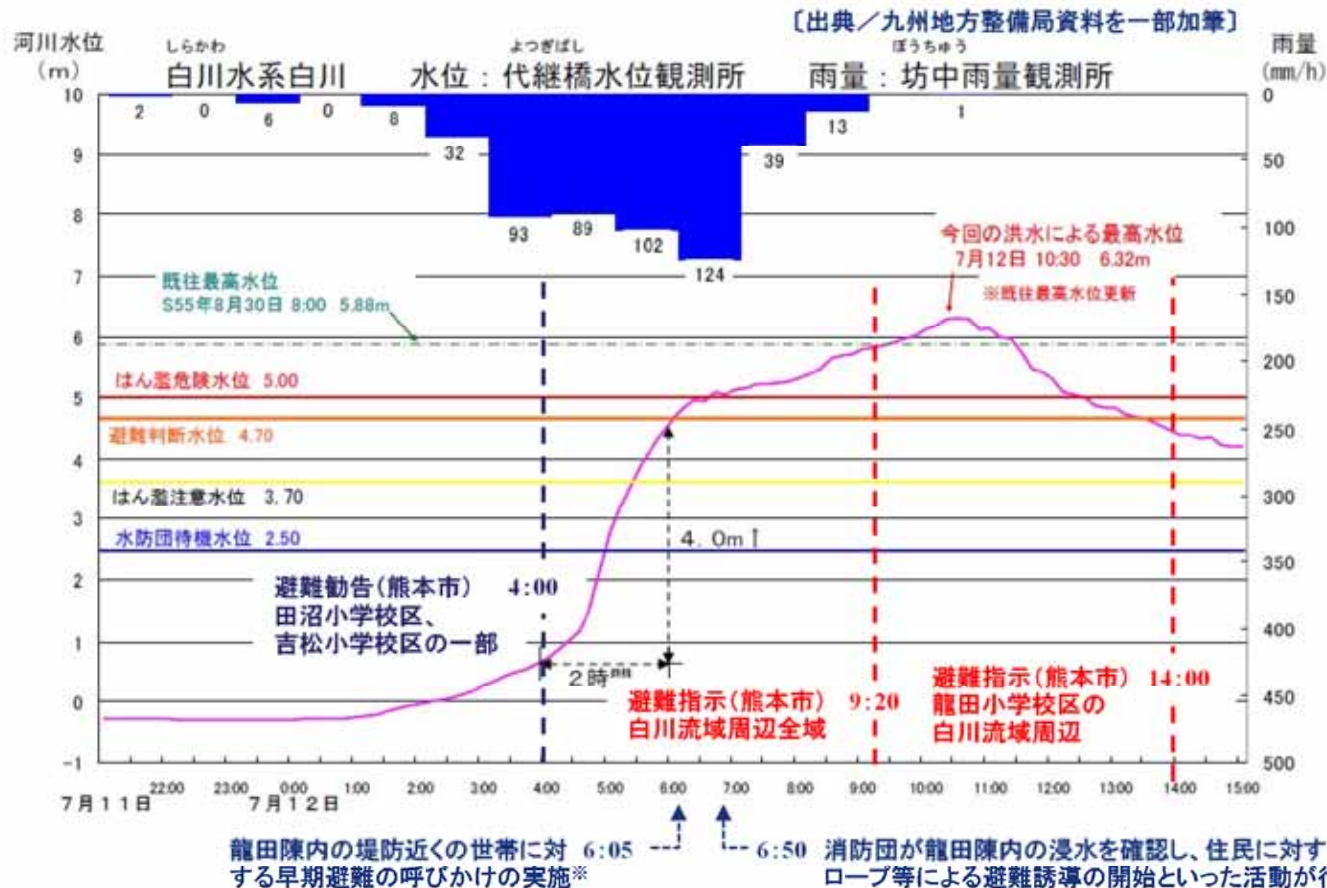 〔出典／九州地方整備局資料を一部加筆〕
河川水位
（m）
しらかわ
白川水系白川
よつぎばし
水位：代継橋水位観測所
ぼうちゅう
雨量：坊中雨量観測所
雨量
(mm/h)
10
9
8
7
6
5
4
3
2
1
0
-1
0
50
100
150
200
250
300
350
400
450
500
2
0
6
0
8
32
93
89
102
124
39
13
1
既往最高水位
S55年8月30日 8:00 5.88m
今回の洪水による最高水位
7月12日 10:30 6.32m
※既往最高水位更新
はん濫危険水位 5.00
避難判断水位 4.70
はん濫注意水位 3.70
水防団待機水位 2.50
4.0m↑
2時間
避難勧告(熊本市) 4:00
田沼小学校区、
吉松小学校区の一部
避難指示(熊本市) 9:20
白川流域周辺全域
避難指示(熊本市) 14:00
龍田小学校区の
白川流域周辺
22:00 23:00 0:00 1:00 2:00 3:00 4:00 5:00 6:00 7:00 8:00 9:00 10:00 11:00 12:00 13:00 14:00 15:00
7月11日 7月12日
龍田陳内の堤防近くの世帯に対 6:05
する早期避難の呼びかけの実施※
6:50 消防団が龍田陳内の浸水を確認し、住民に対す
ロープ等による避難誘導の開始といった活動が